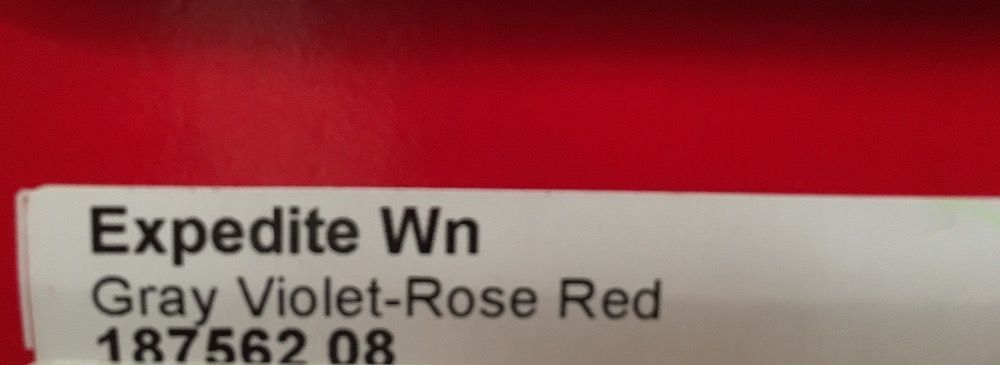 Expedite Wn
Gray Violet-Rose Red
187562 08